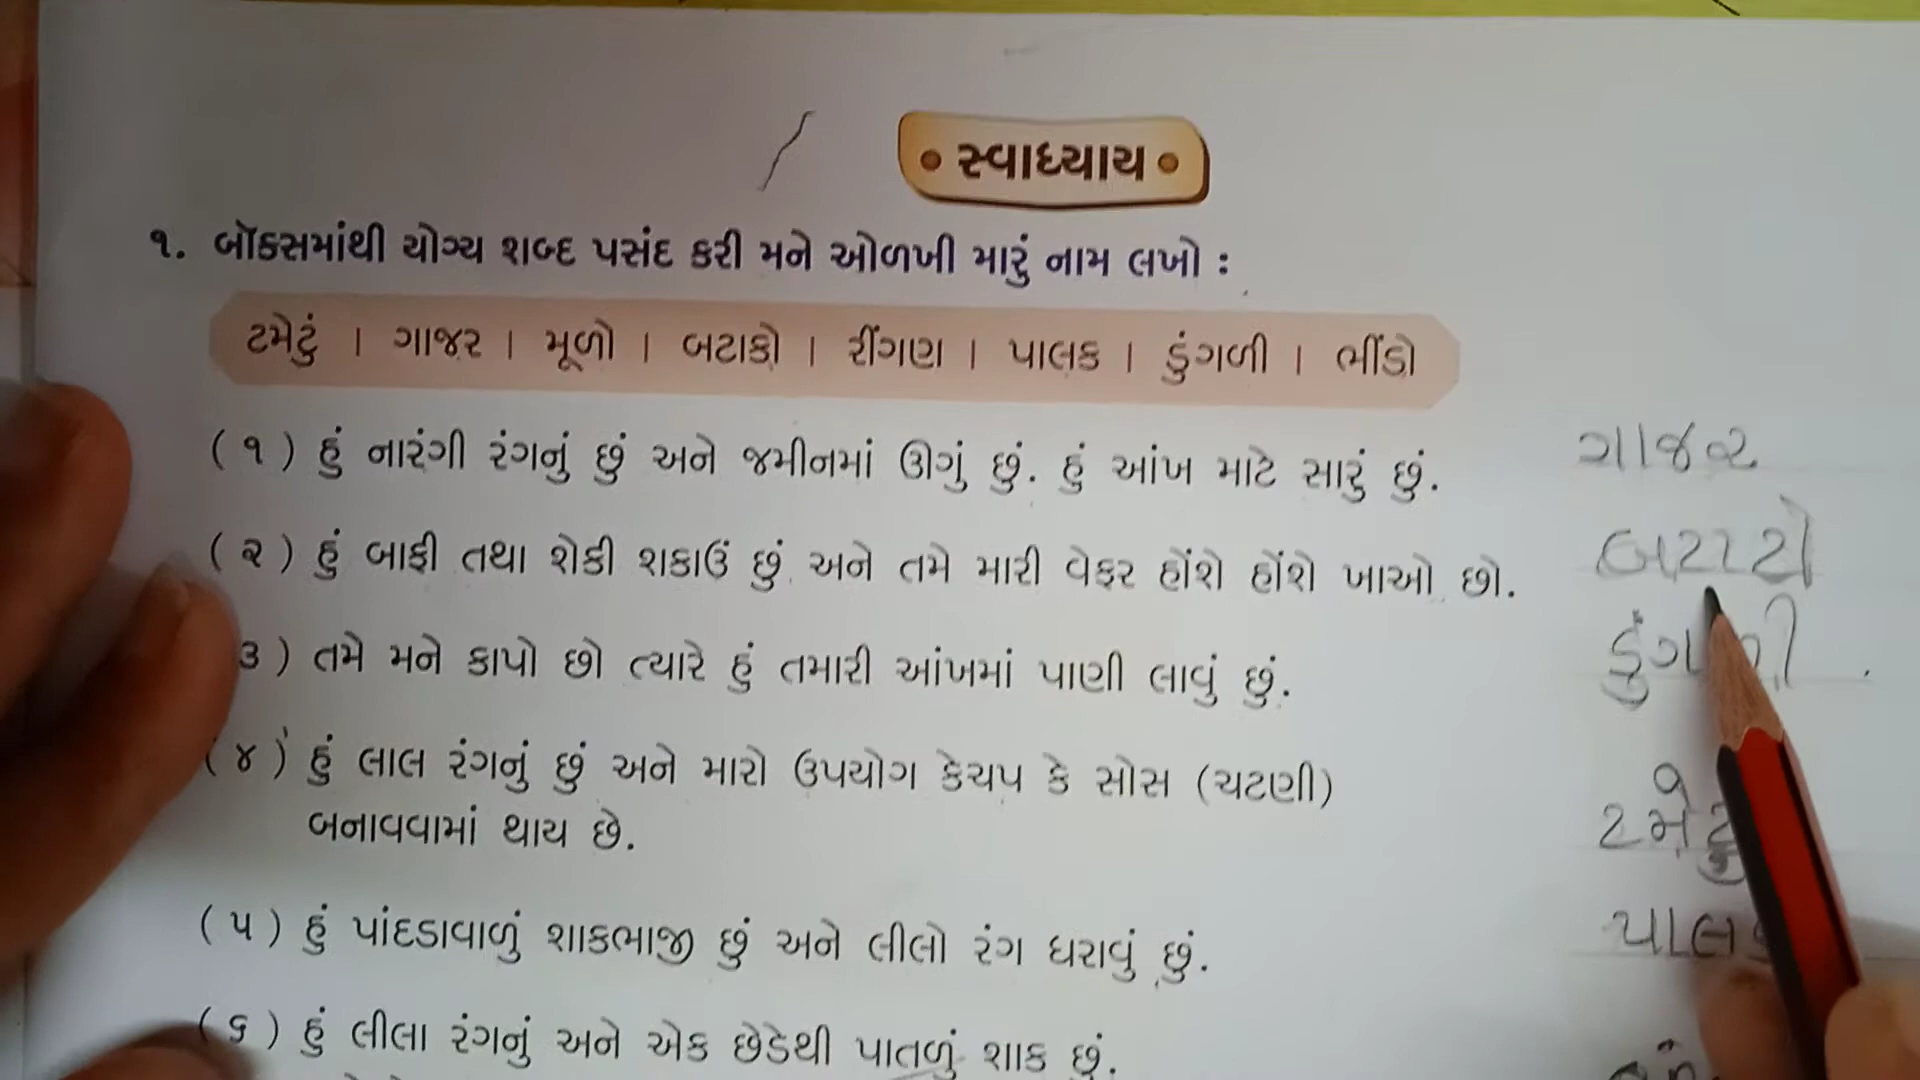 સ્વાધ્યાય
૧. બૉક્સમાંથી યોગ્ય શબ્દ પસંદ કરી મને ઓળખી મારું નામ લખો :
ટમેટું । ગાજર । મૂળો । બટાકો । રીંગણ । પાલક । ડુંગળી । ભીંડો
(૧) હું નારંગી રંગનું છું અને જમીનમાં ઊગું છું. હું આંખ માટે સારું છું. ગાજર
(૨) હું બાફી તથા શેકી શકાઉં છું અને તમે મારી વેફર હોંશે હોંશે ખાઓ છો.
૩) તમે મને કાપો છો ત્યારે હું તમારી આંખમાં પાણી લાવું છું.
(૪) હું લાલ રંગનું છું અને મારો ઉપયોગ કેચપ કે સોસ (ચટણી)
બનાવવામાં થાય છે.
(૫) હું પાંદડાવાળું શાકભાજી છું અને લીલો રંગ ધરાવું છું.
(૬) હું લીલા રંગનું અને એક છેડેથી પાતળું શાક છું.